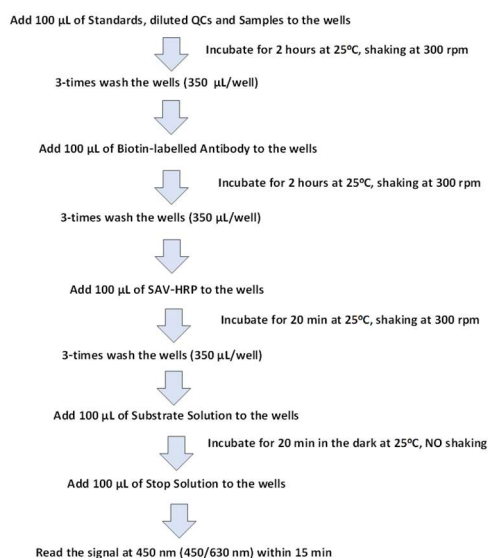 Add 100 µL of Standards, diluted QCs and Samples to the wells
Incubate for 2 hours at 25ºC, shaking at 300 rpm
3-times wash the wells (350 µL/well)
Add 100 µL of Biotin-labelled Antibody to the wells
Incubate for 2 hours at 25ºC, shaking at 300 rpm
3-times wash the wells (350 µL/well)
Add 100 µL of SAV-HRP to the wells
Incubate for 20 min at 25ºC, shaking at 300 rpm
3-times wash the wells (350 µL/well)
Add 100 µL of Substrate Solution to the wells
Incubate for 20 min in the dark at 25ºC, NO shaking
Add 100 µL of Stop Solution to the wells
Read the signal at 450 nm (450/630 nm) within 15 min